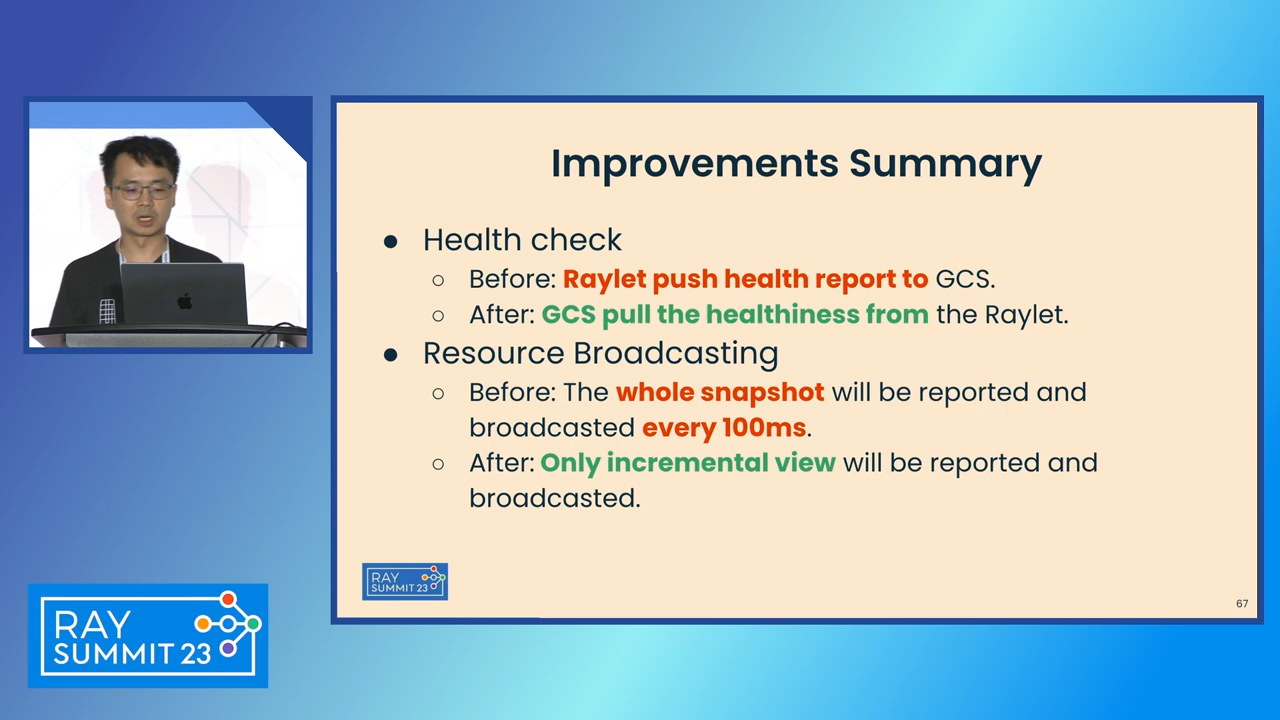 Improvements Summary
● Health check
○ Before: Raylet push health report to GCS.
○ After: GCS pull the healthiness from the Raylet.
● Resource Broadcasting
○ Before: The whole snapshot will be reported and
broadcasted every 100ms.
○ After: Only incremental view will be reported and
broadcasted.
RAY
SUMMIT 23
67
RAY
SUMMIT 23